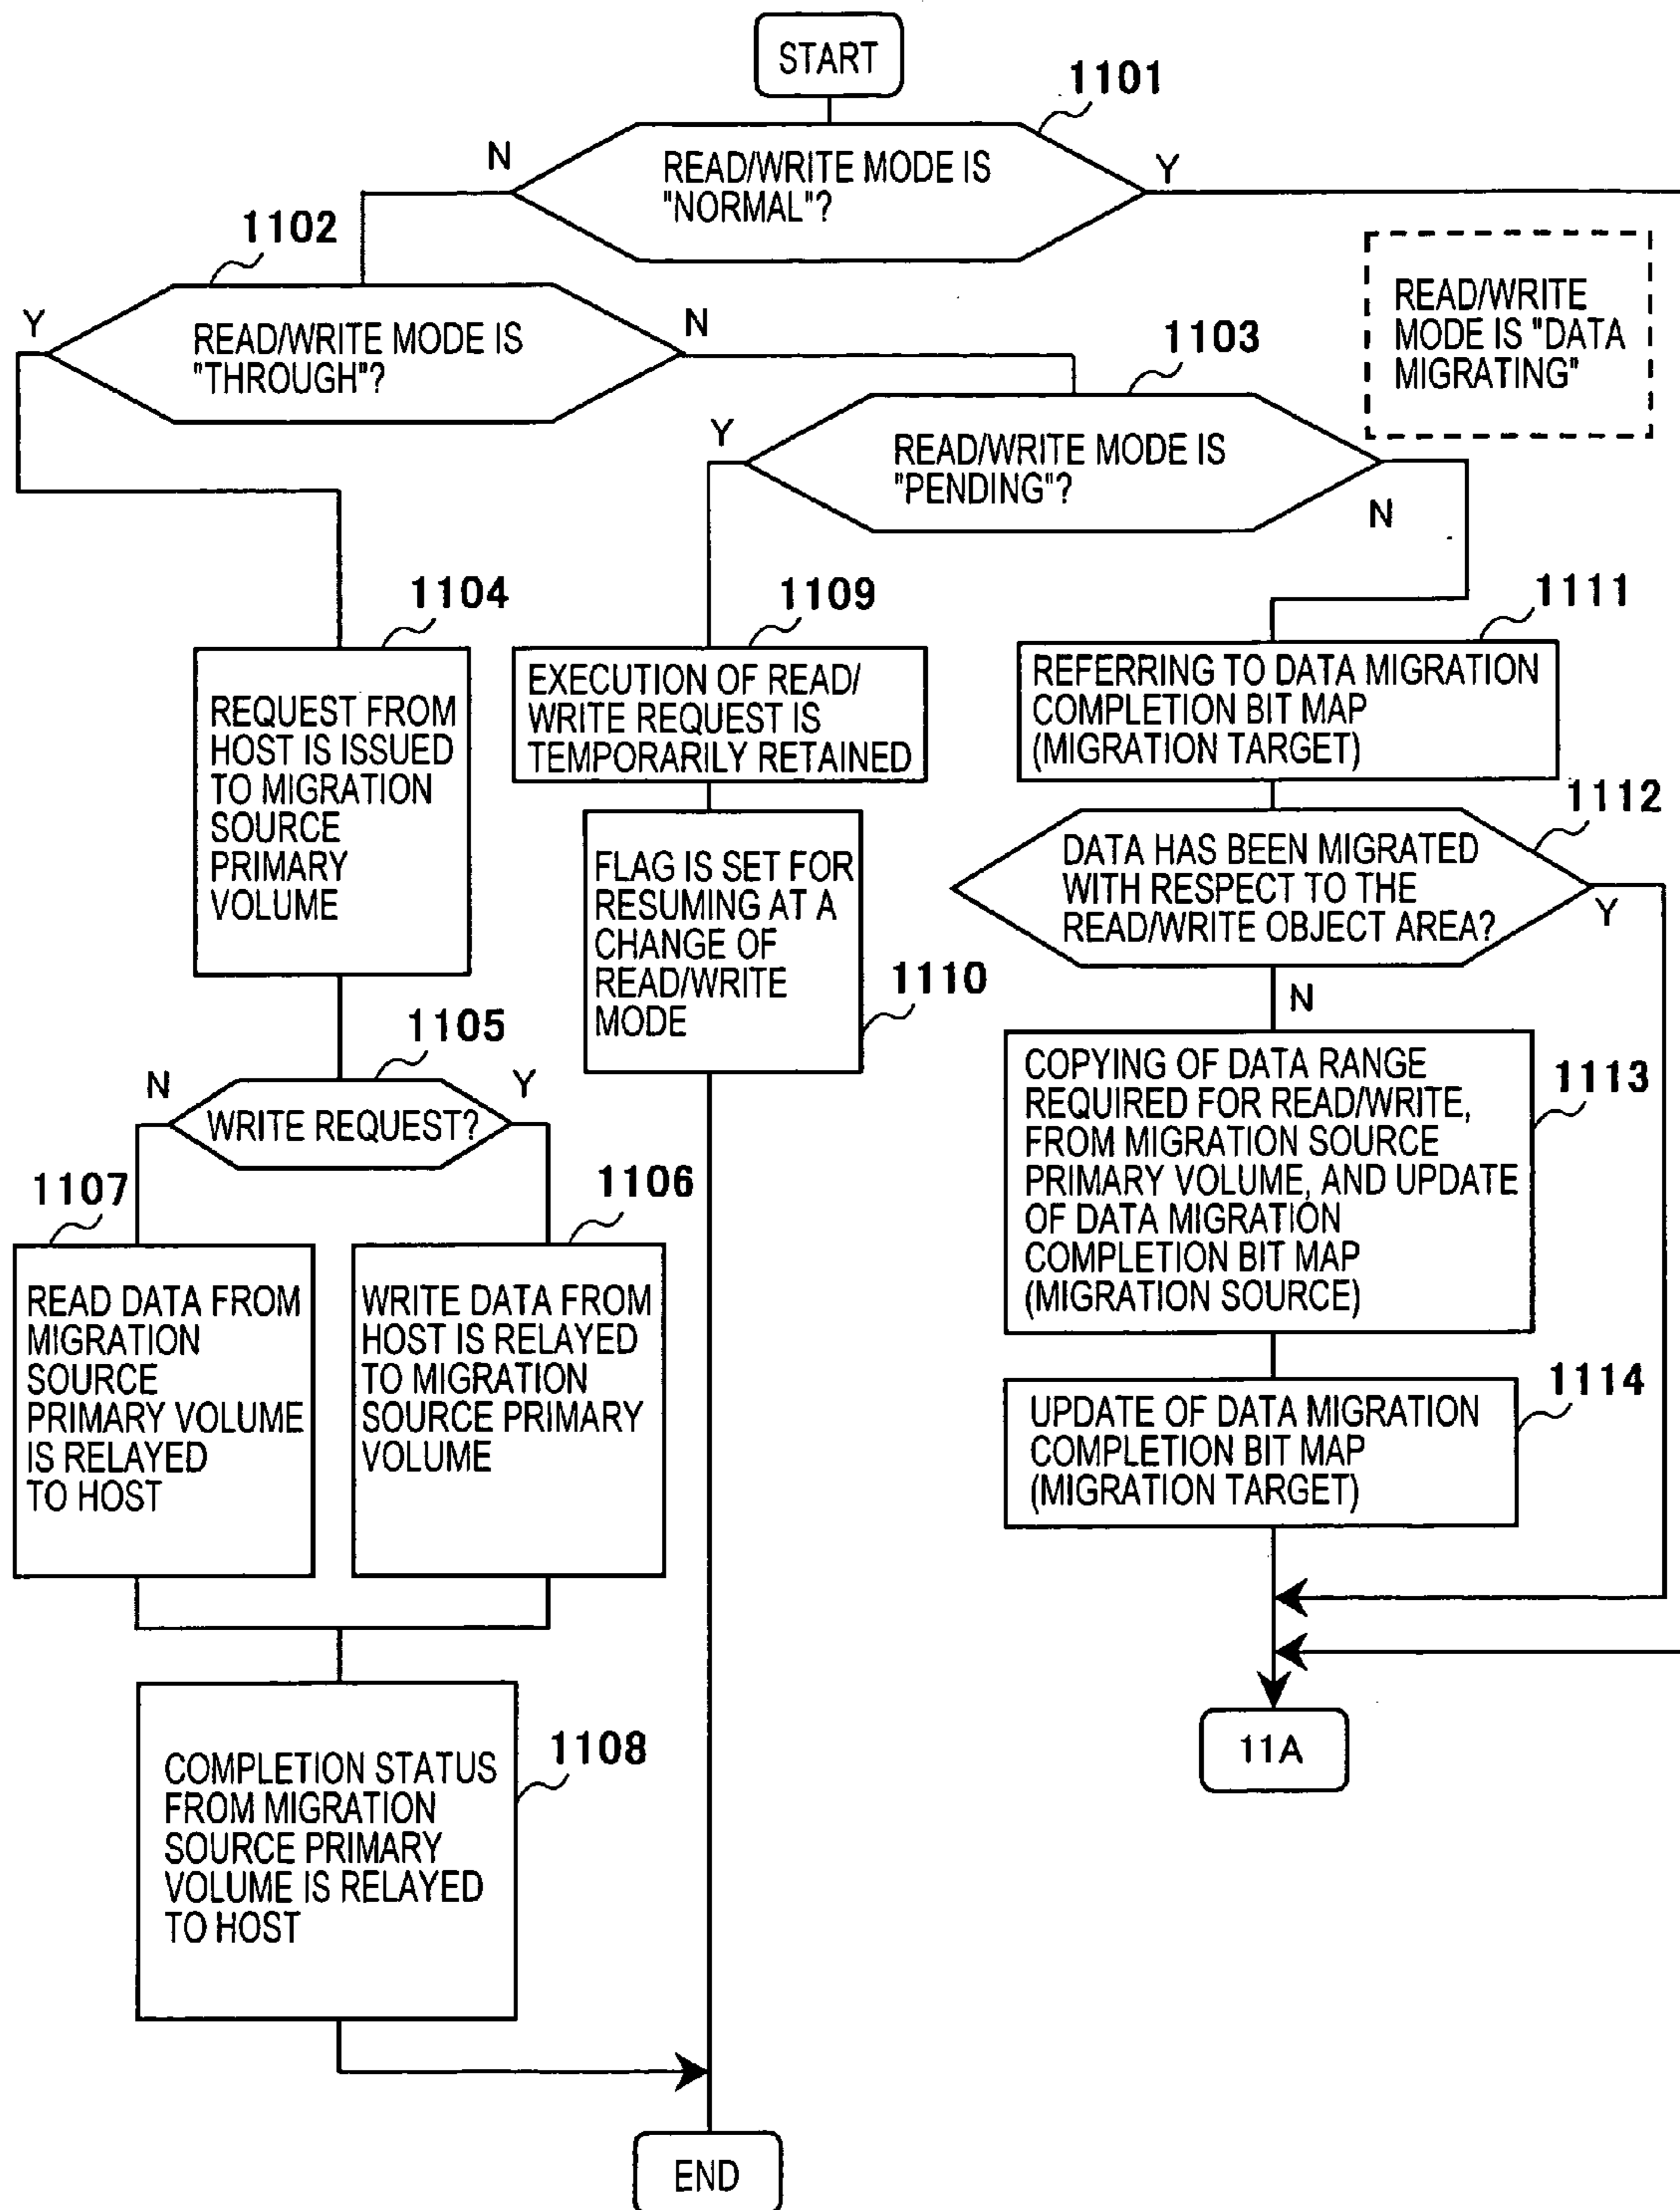 START
1101
N
READ/WRITE MODE IS
"NORMAL"?
Y
1102
Y
READ/WRITE MODE IS
"THROUGH"?
N
READ/WRITE
MODE IS "DATA
MIGRATING"
1103
Y
READ/WRITE MODE IS
"PENDING"?
N
1104
REQUEST FROM
HOST IS ISSUED
TO MIGRATION
SOURCE
PRIMARY
VOLUME
1109
EXECUTION OF READ/
WRITE REQUEST IS
TEMPORARILY RETAINED
1111
REFERRING TO DATA MIGRATION
COMPLETION BIT MAP
(MIGRATION TARGET)
1112
DATA HAS BEEN MIGRATED
WITH RESPECT TO THE
READ/WRITE OBJECT AREA?
Y
N
FLAG IS SET FOR
RESUMING AT A
CHANGE OF
READ/WRITE
MODE
1110
1105
N
WRITE REQUEST?
Y
COPYING OF DATA RANGE
REQUIRED FOR READ/WRITE,
FROM MIGRATION SOURCE
PRIMARY VOLUME, AND UPDATE
OF DATA MIGRATION
COMPLETION BIT MAP
(MIGRATION SOURCE)
1113
1107
READ DATA FROM
MIGRATION
SOURCE
PRIMARY VOLUME
IS RELAYED
TO HOST
1106
WRITE DATA FROM
HOST IS RELAYED
TO MIGRATION
SOURCE PRIMARY
VOLUME
1114
UPDATE OF DATA MIGRATION
COMPLETION BIT MAP
(MIGRATION TARGET)
11A
COMPLETION STATUS
FROM MIGRATION
SOURCE PRIMARY
VOLUME IS RELAYED
TO HOST
1108
END